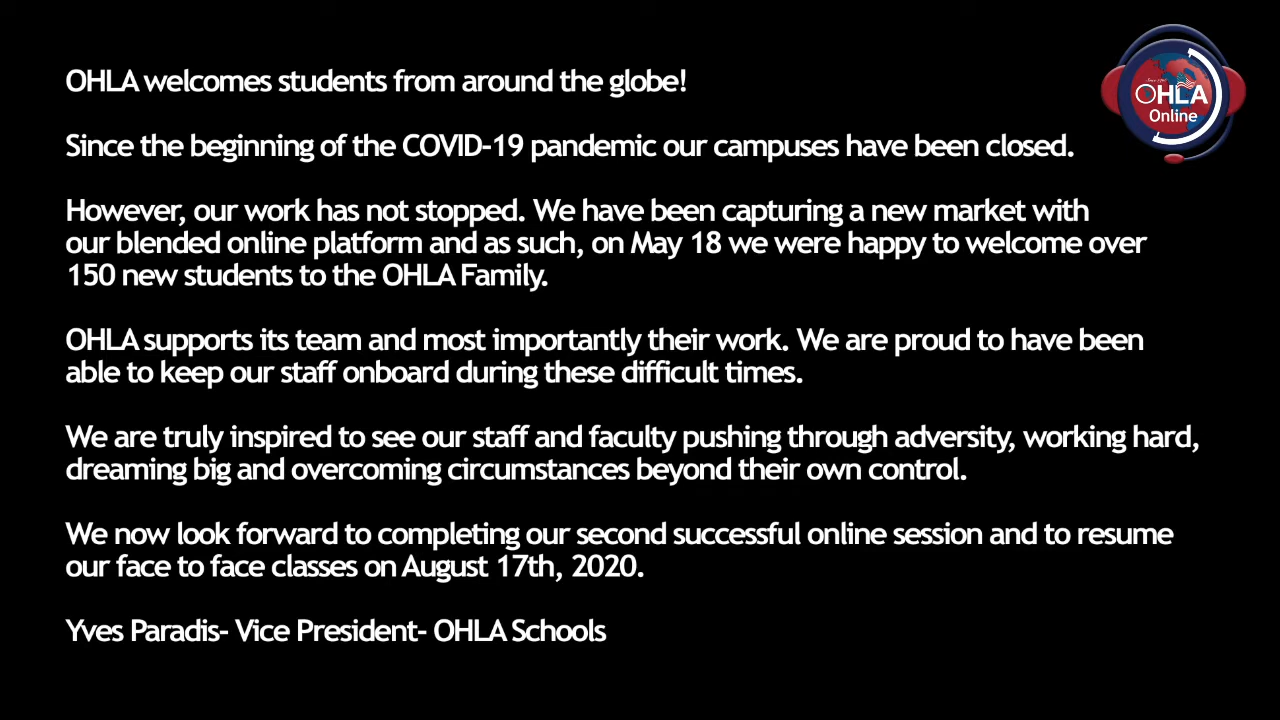 OHLA welcomes students from around the globe!
OHLA
Online
Since the beginning of the COVID-19 pandemic our campuses have been closed.
However, our work has not stopped. We have been capturing a new market with
our blended online platform and as such, on May 18 we were happy to welcome over
150 new students to the OHLA Family.
OHLA supports its team and most importantly their work. We are proud to have been
able to keep our staff onboard during these difficult times.
We are truly inspired to see our staff and faculty pushing through adversity, working hard,
dreaming big and overcoming circumstances beyond their own control.
We now look forward to completing our second successful online session and to resume
our face to face classes on August 17th, 2020.
Yves Paradis- Vice President- OHLA Schools